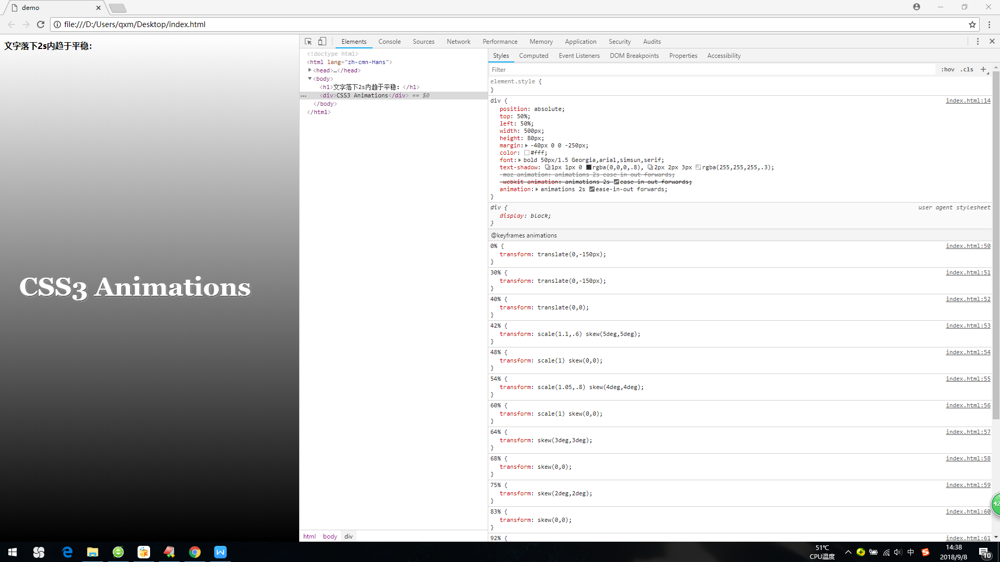 demo
file:///D:/Users/qxm/Desktop/index.html
文字落下2s内趋于平稳：
CSS3 Animations
Elements Console Sources Network Performance Memory Application Security Audits
<!doctype html>
<html lang="zh-cmn-Hans">
<head>…</head>
<body>
<h1>文字落下2s内趋于平稳：</h1>
… <div>CSS3 Animations</div> == $0
</body>
</html>
html body div
Styles Computed Event Listeners DOM Breakpoints Properties Accessibility
Filter :hov .cls +
element.style {
}
div { index.html:14
position: absolute;
top: 50%;
left: 50%;
width: 500px;
height: 80px;
margin: -40px 0 0 -250px;
color: #fff;
font: bold 50px/1.5 Georgia,arial,simsun,serif;
text-shadow: 1px 1px 0 rgba(0,0,0,.8), 2px 2px 3px rgba(255,255,255,.3);
-moz-animation: animations 2s ease-in-out forwards;
-webkit-animation: animations 2s ease-in-out forwards;
animation: animations 2s ease-in-out forwards;
}
div { user agent stylesheet
display: block;
}
@keyframes animations
0% { index.html:50
transform: translate(0,-150px);
}
30% { index.html:51
transform: translate(0,-150px);
}
40% { index.html:52
transform: translate(0,0);
}
42% { index.html:53
transform: scale(1.1,.6) skew(5deg,5deg);
}
48% { index.html:54
transform: scale(1) skew(0,0);
}
54% { index.html:55
transform: scale(1.05,.8) skew(4deg,4deg);
}
60% { index.html:56
transform: scale(1) skew(0,0);
}
64% { index.html:57
transform: skew(3deg,3deg);
}
68% { index.html:58
transform: skew(0,0);
}
75% { index.html:59
transform: skew(2deg,2deg);
}
83% { index.html:60
transform: skew(0,0);
}
92% { index.html:61
42
51℃
CPU温度
中
14:38
2018/9/8
10